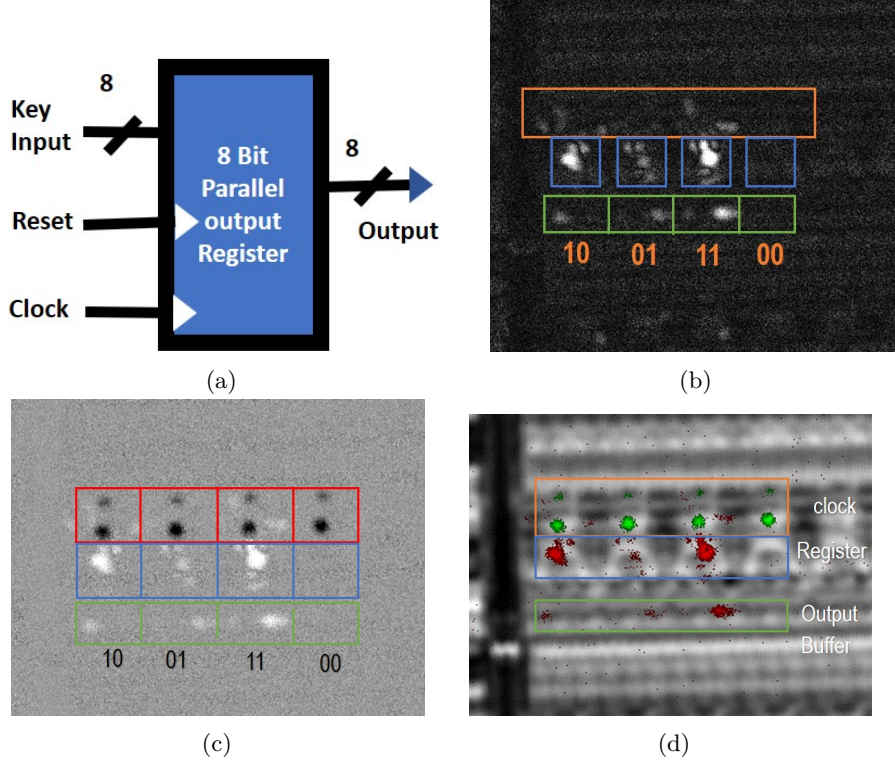 8
Key
Input
Reset
Clock
8 Bit
Parallel
output
Register
8
Output
(a)
10 01 11 00
(b)
10 01 11 00
(c)
clock
Register
Output
Buffer
(d)